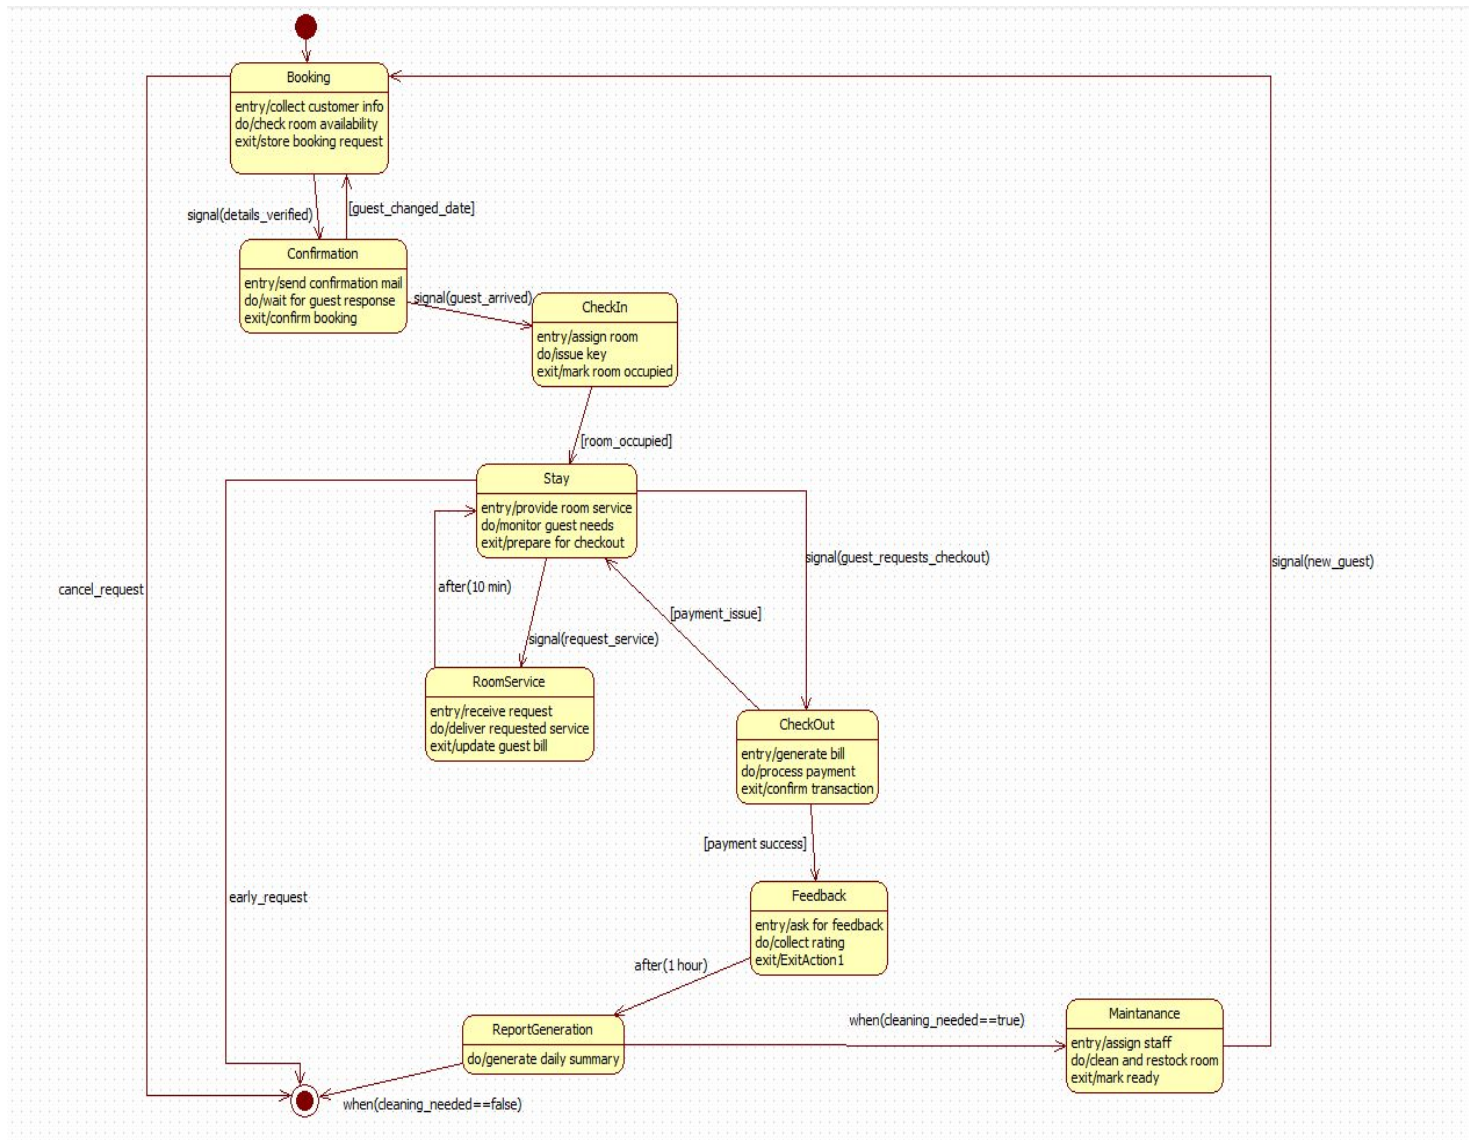 Booking
entry/collect customer info
do/check room availability
exit/store booking request
signal(details_verified)
[guest_changed_date]
Confirmation
entry/send confirmation mail
do/wait for guest response
exit/confirm booking
signal(guest_arrived)
CheckIn
entry/assign room
do/issue key
exit/mark room occupied
[room_occupied]
Stay
entry/provide room service
do/monitor guest needs
exit/prepare for checkout
signal(guest_requests_checkout)
signal(new_guest)
cancel_request
after(10 min)
[payment_issue]
signal(request_service)
RoomService
entry/receive request
do/deliver requested service
exit/update guest bill
CheckOut
entry/generate bill
do/process payment
exit/confirm transaction
[payment success]
early_request
Feedback
entry/ask for feedback
do/collect rating
exit/ExitAction1
after(1 hour)
ReportGeneration
do/generate daily summary
when(cleaning_needed==true)
Maintanance
entry/assign staff
do/clean and restock room
exit/mark ready
when(cleaning_needed==false)